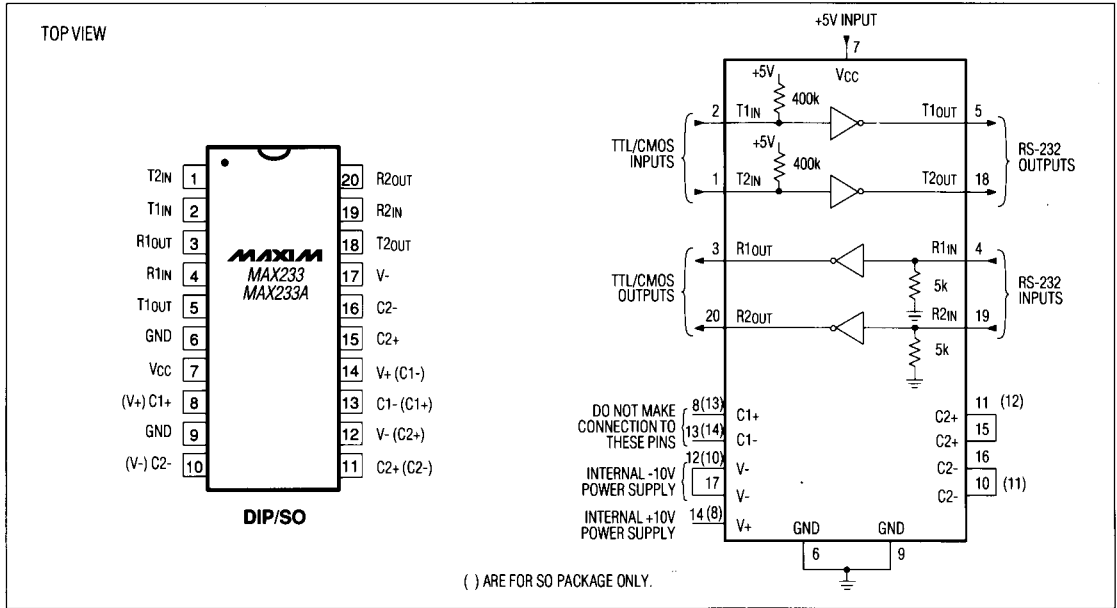 TOP VIEW
T2IN 1
T1IN 2
R1OUT 3
R1IN 4
T1OUT 5
GND 6
VCC 7
(V+) C1+ 8
GND 9
(V-) C2- 10
20 R2OUT
19 R2IN
18 T2OUT
17 V-
16 C2-
15 C2+
14 V+ (C1-)
13 C1- (C1+)
12 V- (C2+)
11 C2+ (C2-)
MAXIM
MAX233
MAX233A
DIP/SO
+5V INPUT
7
VCC
+5V
400k
2 T1IN
T1OUT 5
+5V
400k
1 T2IN
T2OUT 18
TTL/CMOS
INPUTS
RS-232
OUTPUTS
3 R1OUT
R1IN 4
5k
20 R2OUT
R2IN 19
5k
TTL/CMOS
OUTPUTS
RS-232
INPUTS
DO NOT MAKE
CONNECTION TO
THESE PINS
8(13) C1+
13(14) C1-
INTERNAL -10V
POWER SUPPLY
12(10) V-
17 V-
INTERNAL +10V
POWER SUPPLY
14(8) V+
C2+ 11 (12)
C2+ 15
C2- 16
C2- 10 (11)
GND GND
6 9
( ) ARE FOR SO PACKAGE ONLY.